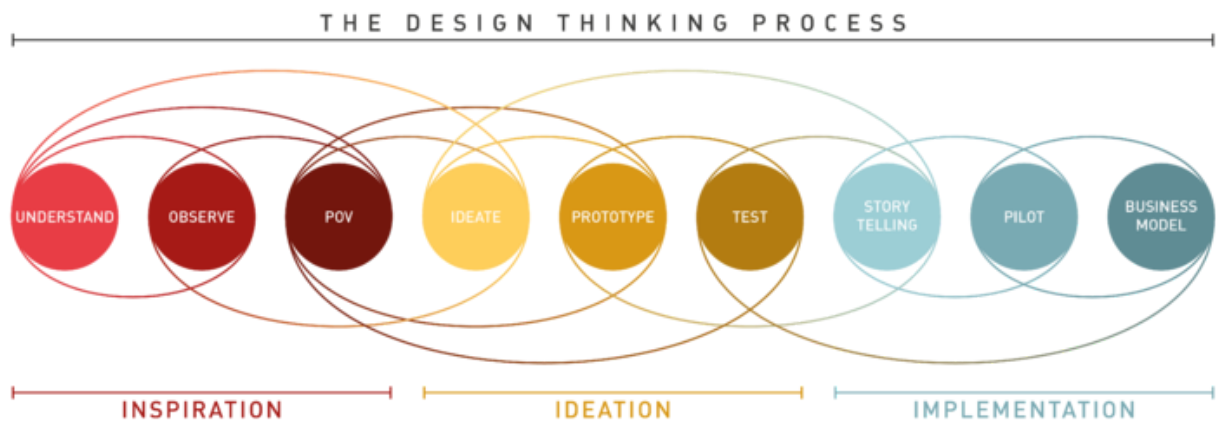 THE DESIGN THINKING PROCESS
UNDERSTAND
OBSERVE
POV
IDEATE
PROTOTYPE
TEST
STORY
TELLING
PILOT
BUSINESS
MODEL
INSPIRATION
IDEATION
IMPLEMENTATION